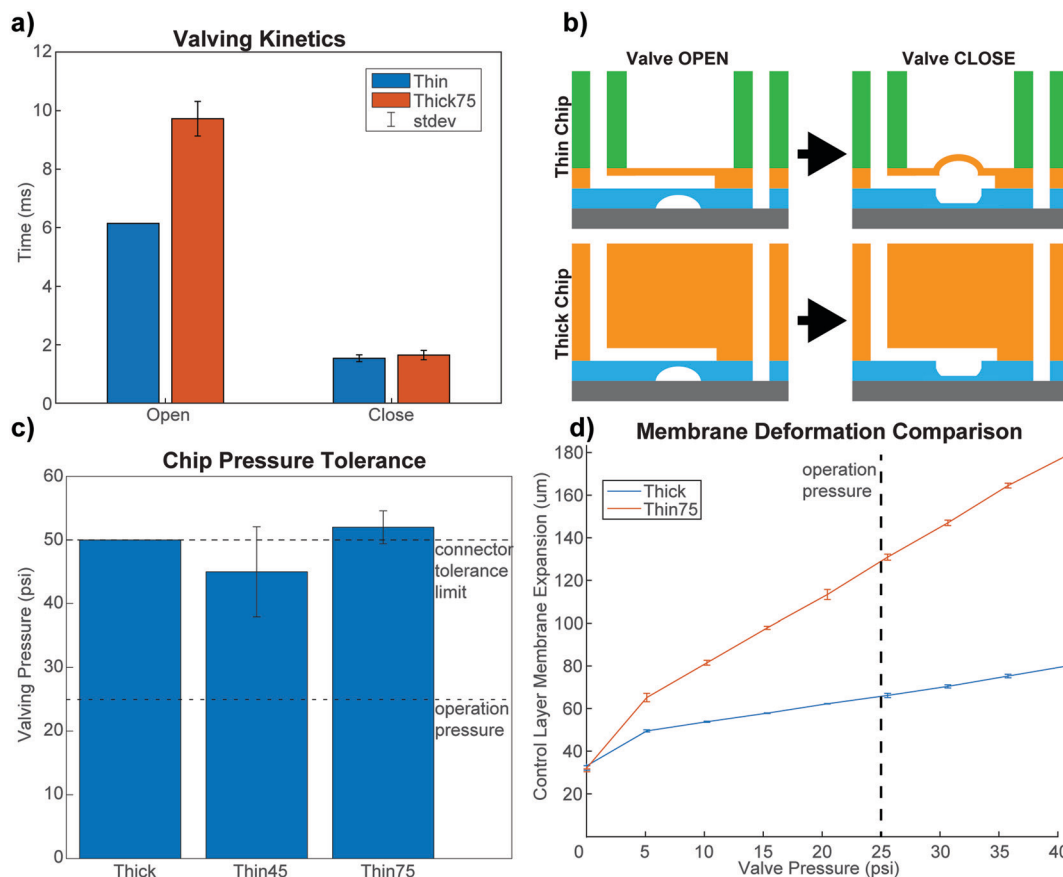 a)
Valving Kinetics
12
10
8
6
4
2
0
Time (ms)
Thin
Thick75
stdev
Open
Close
b)
Valve OPEN
Valve CLOSE
Thin Chip
Thick Chip
c)
Chip Pressure Tolerance
60
50
40
30
20
10
0
Valving Pressure (psi)
connector
tolerance
limit
operation
pressure
Thick
Thin45
Thin75
d)
Membrane Deformation Comparison
180
160
140
120
100
80
60
40
20
Control Layer Membrane Expansion (um)
Thick
Thin75
operation
pressure
0
5
10
15
20
25
30
35
40
Valve Pressure (psi)